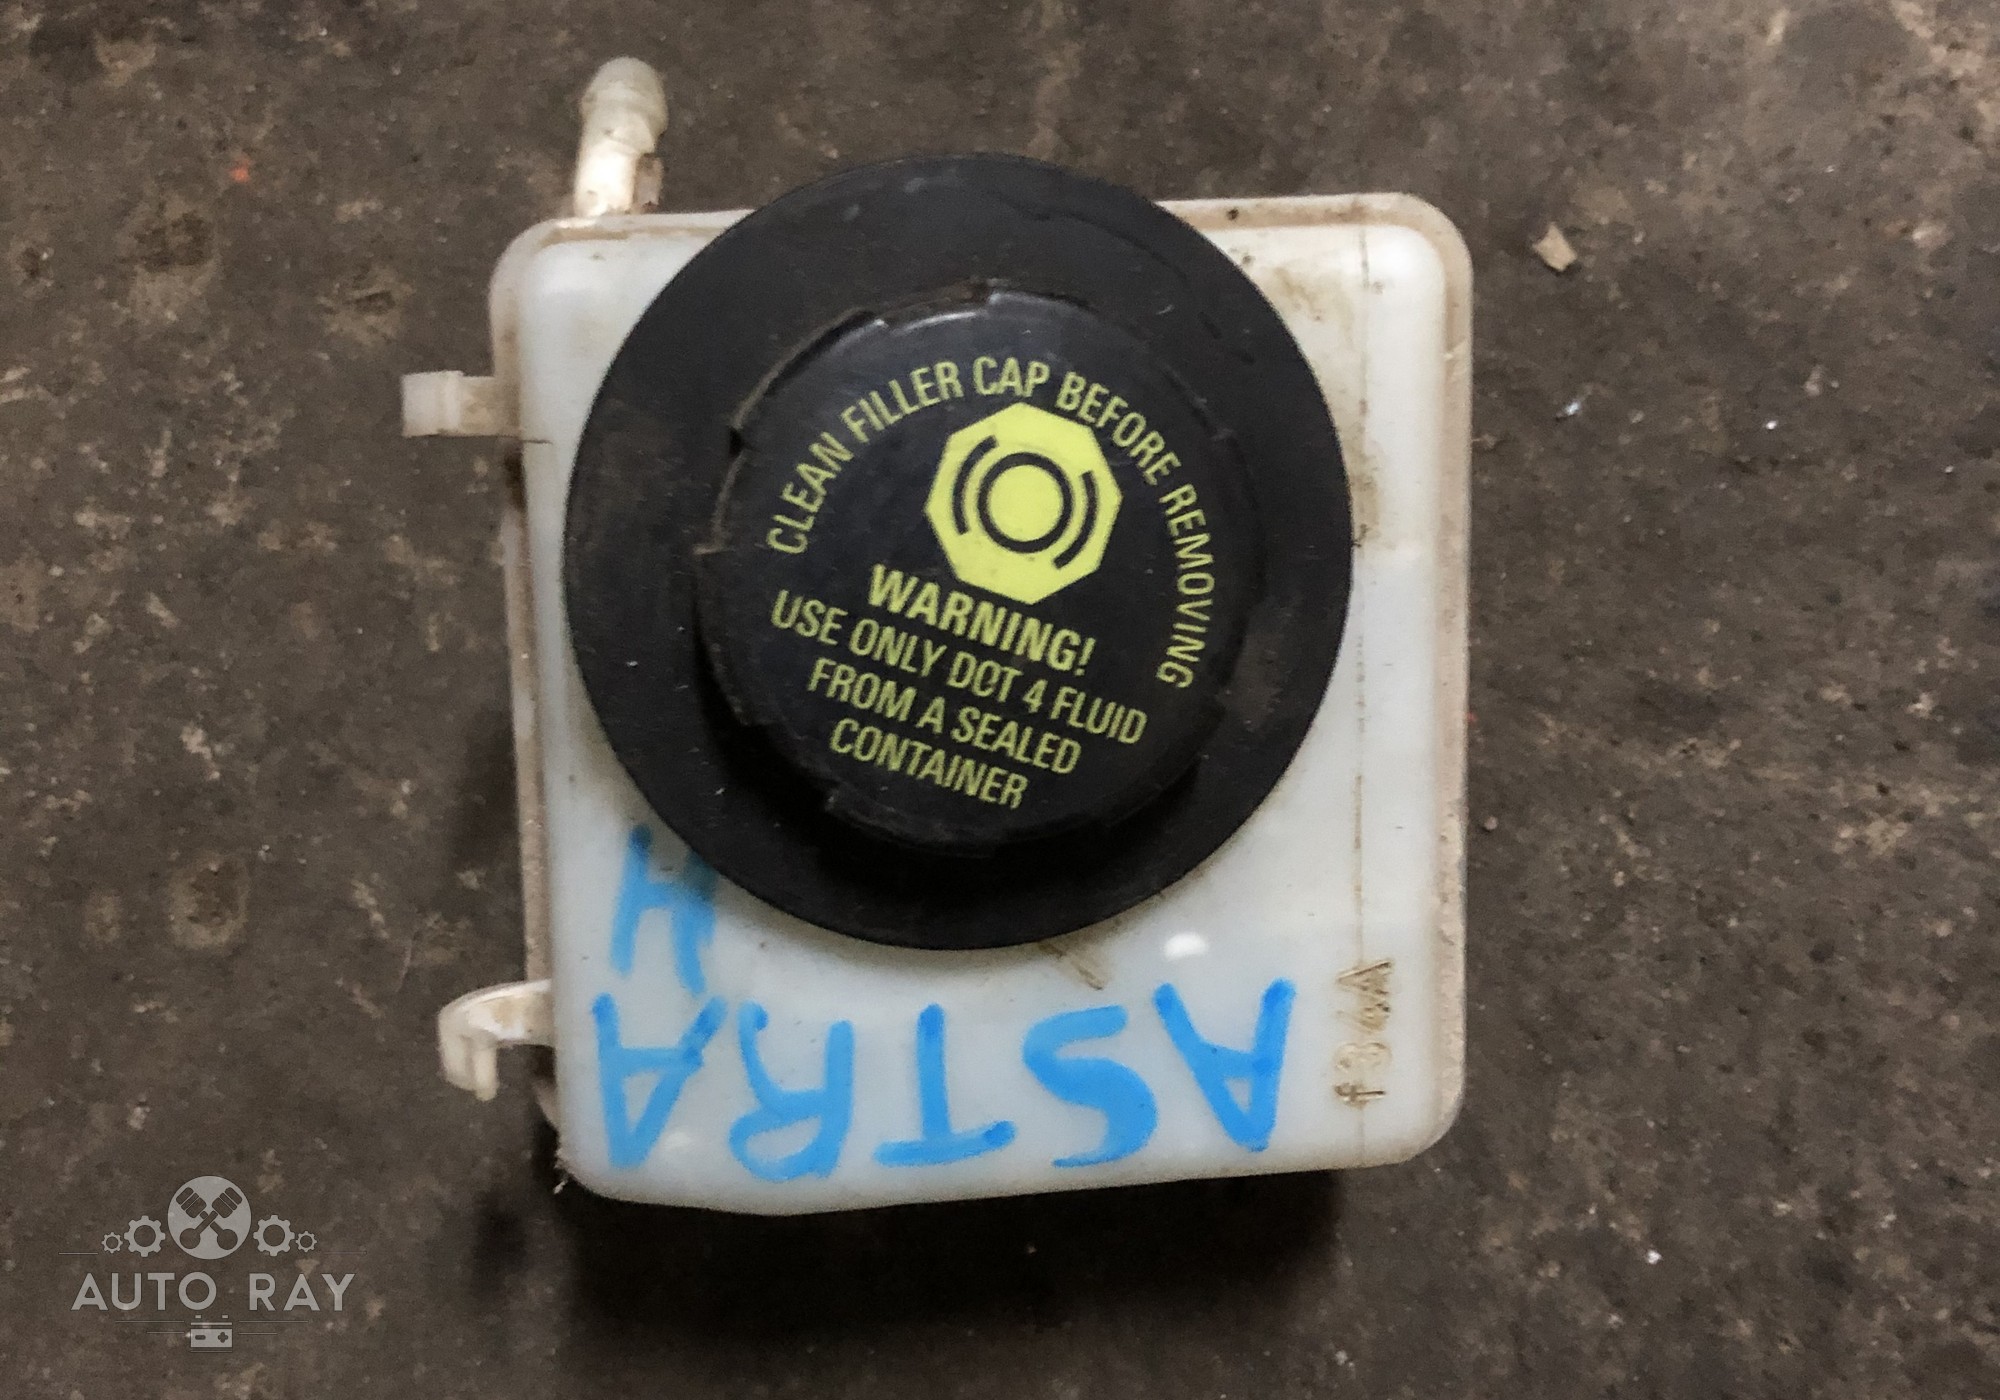 CLEAN FILLER CAP BEFORE REMOVING
WARNING!
USE ONLY DOT 4 FLUID
FROM A SEALED
CONTAINER
ASTRA
H
AUTO RAY